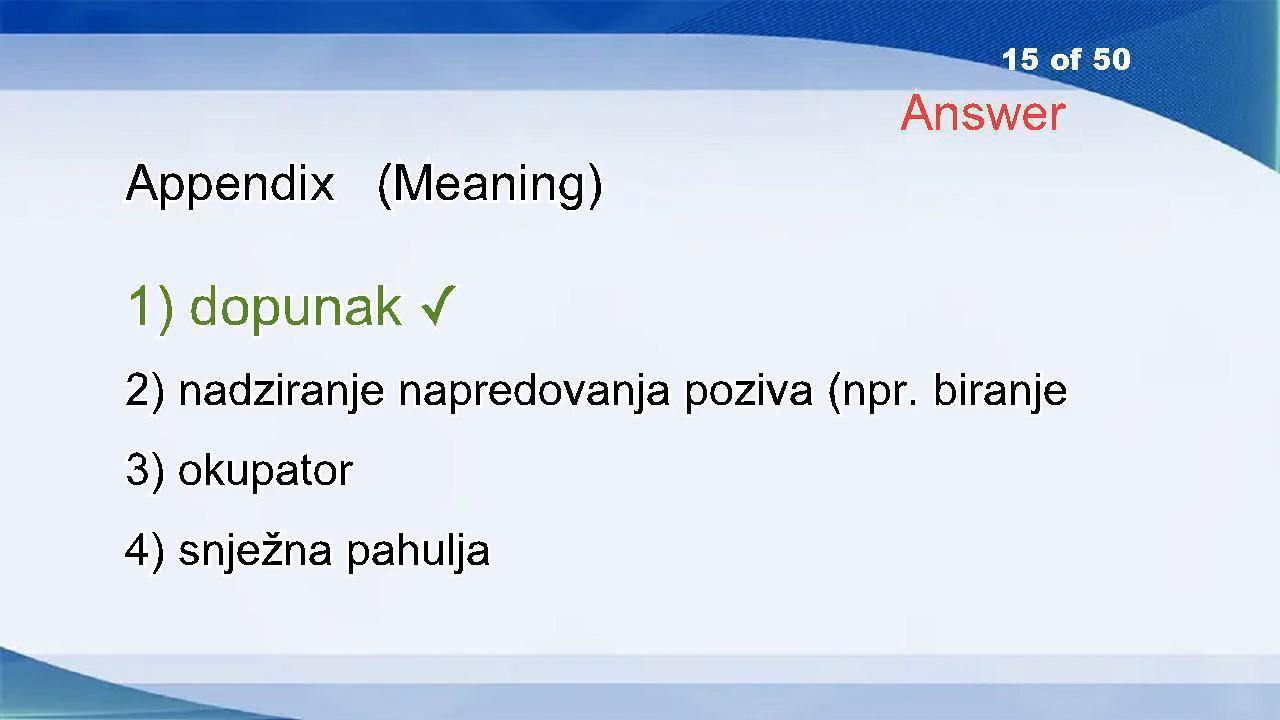 15 of 50
Answer
Appendix (Meaning)
1) dopunak ✓
2) nadziranje napredovanja poziva (npr. biranje
3) okupator
4) snježna pahulja